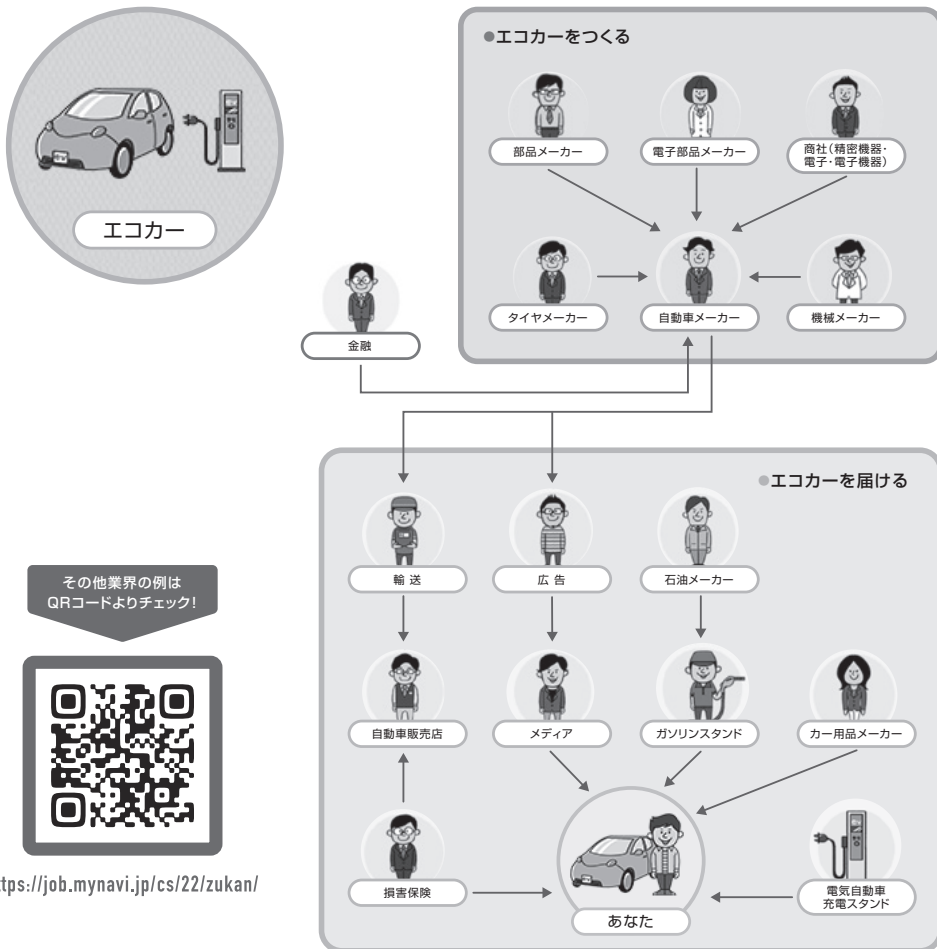 エコカー
●エコカーをつくる
部品メーカー
電子部品メーカー
商社(精密機器・
電子・電子機器)
タイヤメーカー
自動車メーカー
機械メーカー
金融
●エコカーを届ける
輸 送
広 告
石油メーカー
自動車販売店
メディア
ガソリンスタンド
カー用品メーカー
損害保険
あなた
電気自動車
充電スタンド
その他業界の例は
QRコードよりチェック!
ttps://job.mynavi.jp/cs/22/zukan/